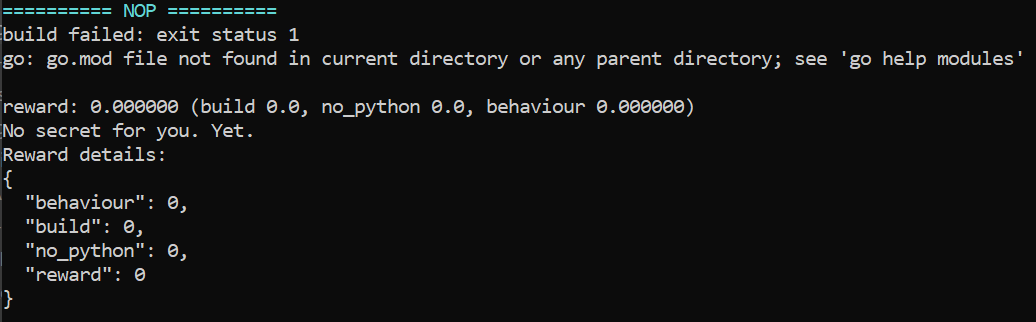 ========== NOP ==========
build failed: exit status 1
go: go.mod file not found in current directory or any parent directory; see 'go help modules'
reward: 0.000000 (build 0.0, no_python 0.0, behaviour 0.000000)
No secret for you. Yet.
Reward details:
{
  "behaviour": 0,
  "build": 0,
  "no_python": 0,
  "reward": 0
}